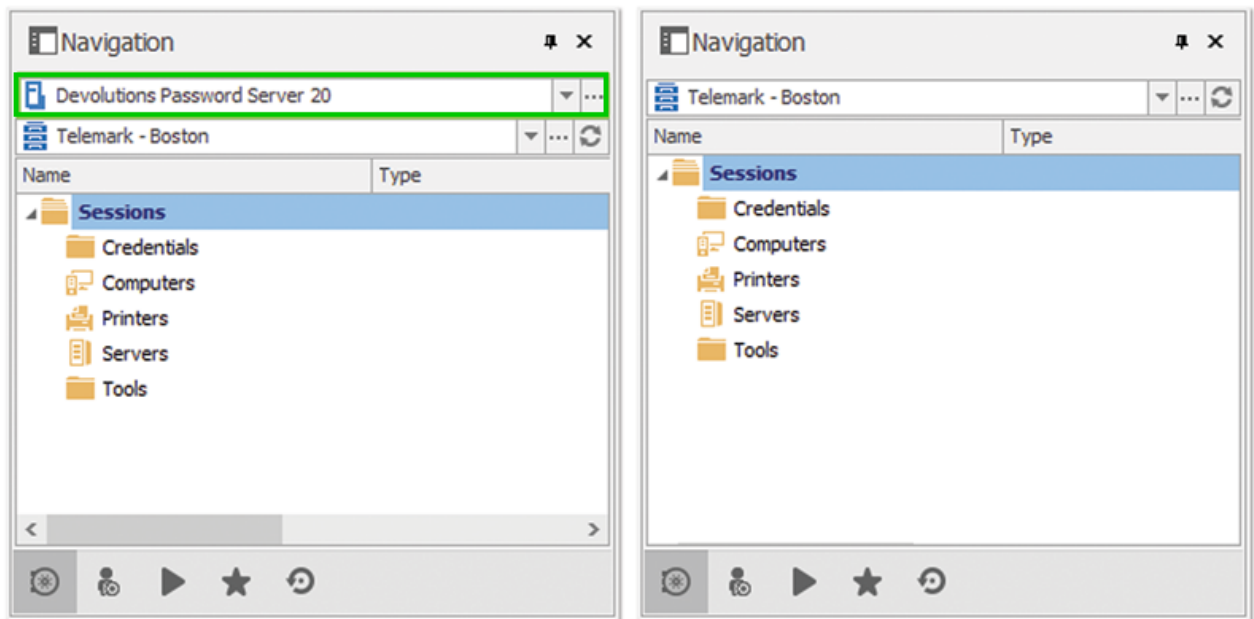 Navigation
Devolutions Password Server 20
Telemark - Boston
Name Type
Sessions
Credentials
Computers
Printers
Servers
Tools
Navigation
Telemark - Boston
Name Type
Sessions
Credentials
Computers
Printers
Servers
Tools